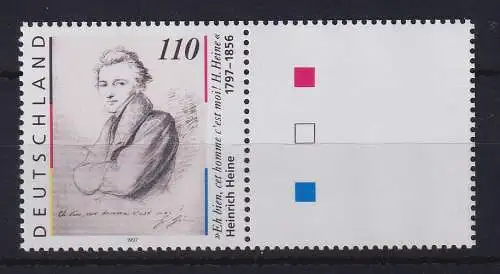 DEUTSCHLAND
110
»Eh bien, cet homme c'est moi! H. Heine«
1797–1856
Heinrich Heine
Eh bien, cet homme c'est moi!
1997